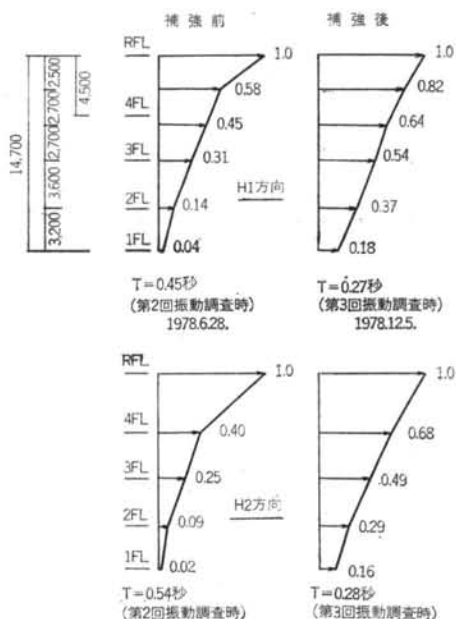 補強前 補強後
RFL 1.0 1.0
2.500 4.500
0.58 0.82
4FL 2.700 0.45 0.64
14,700
3FL 2.700 0.31 0.54
3.600
2FL 0.14 H1方向 0.37
3,200
1FL 0.04 0.18
T=0.45秒 T=0.27秒
(第2回振動調査時) (第3回振動調査時)
1978.6.28. 1978.12.5.
RFL 1.0 1.0
4FL 0.40 0.68
3FL 0.25 0.49
2FL 0.09 H2方向 0.29
1FL 0.02 0.16
T=0.54秒 T=0.28秒
(第2回振動調査時) (第3回振動調査時)